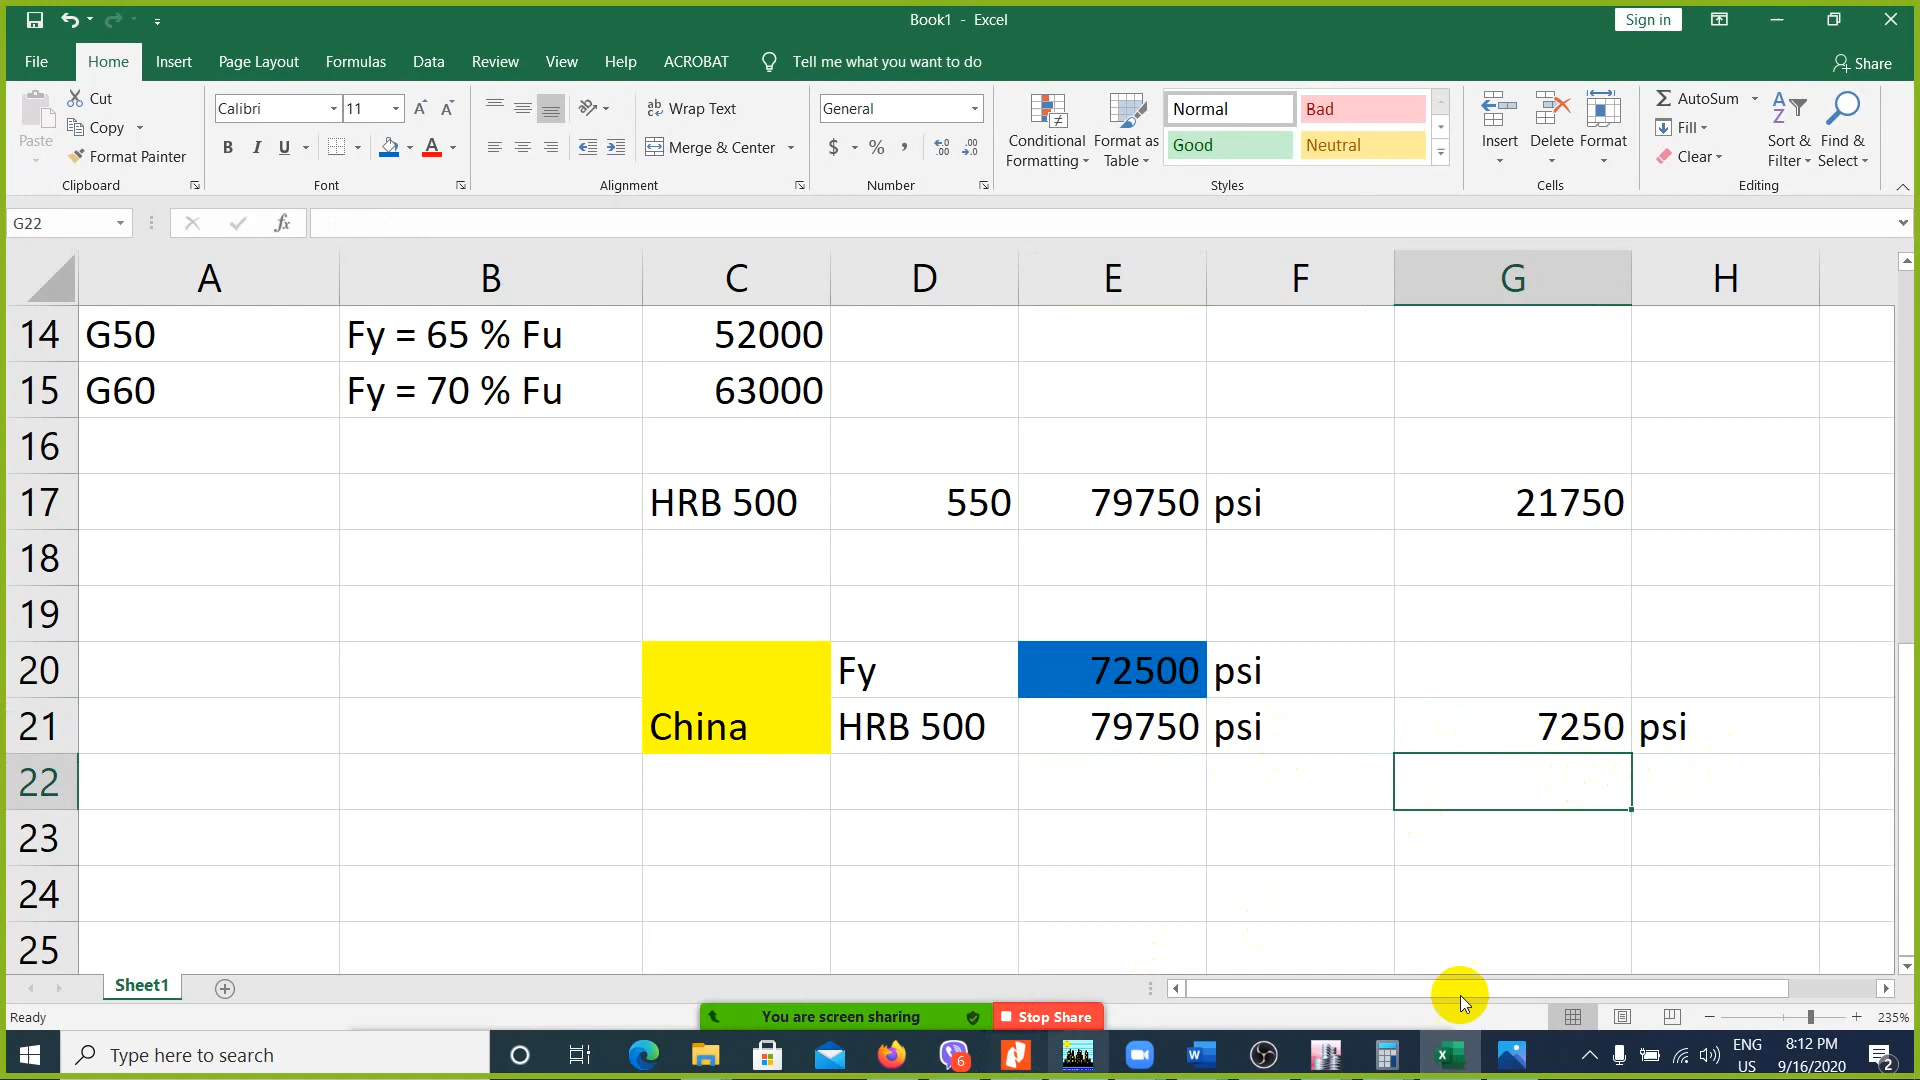 Book1 - Excel
Sign in
File Home Insert Page Layout Formulas Data Review View Help ACROBAT Tell me what you want to do
Share
Paste
Cut
Copy
Format Painter
Clipboard
Calibri 11
B I U A
Font
Wrap Text
Merge & Center
Alignment
General
$ % ,
Number
Conditional Formatting
Format as Table
Normal Bad
Good Neutral
Styles
Insert Delete Format
Cells
AutoSum
Fill
Clear
Sort & Filter
Find & Select
Editing
G22 fx
A B C D E F G H
14 G50 Fy = 65 % Fu 52000
15 G60 Fy = 70 % Fu 63000
16
17 HRB 500 550 79750 psi 21750
18
19
20 Fy 72500 psi
21 China HRB 500 79750 psi 7250 psi
22
23
24
25
Sheet1
Ready
You are screen sharing Stop Share
235%
Type here to search
6
ENG
US
8:12 PM
9/16/2020
2